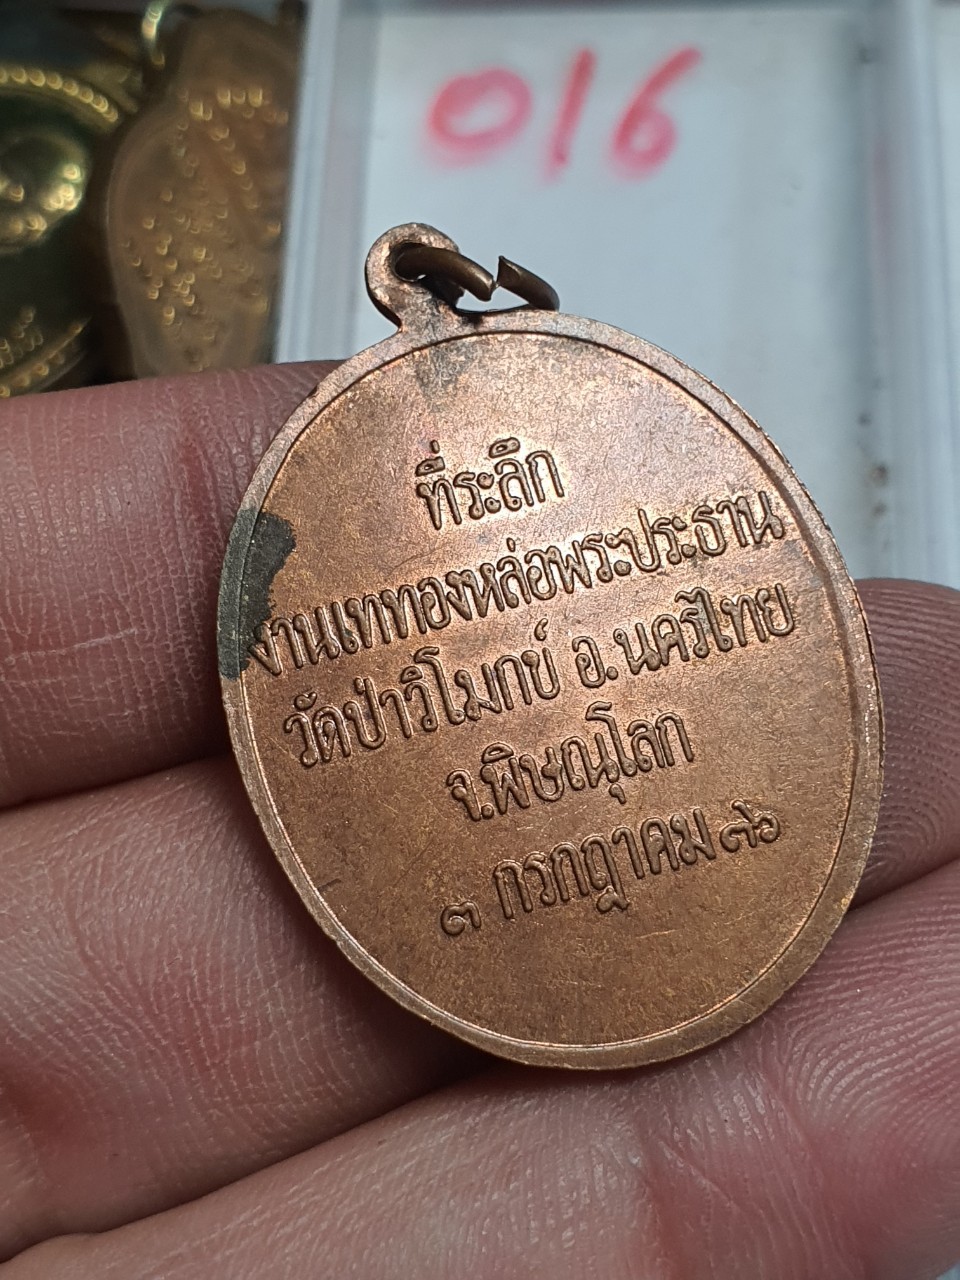 016
ที่ระลึก
งานเททองหล่อพระประธาน
วัดป่าวิโมกข์ อ.นครไทย
จ.พิษณุโลก
๓ กรกฎาคม ๓๖